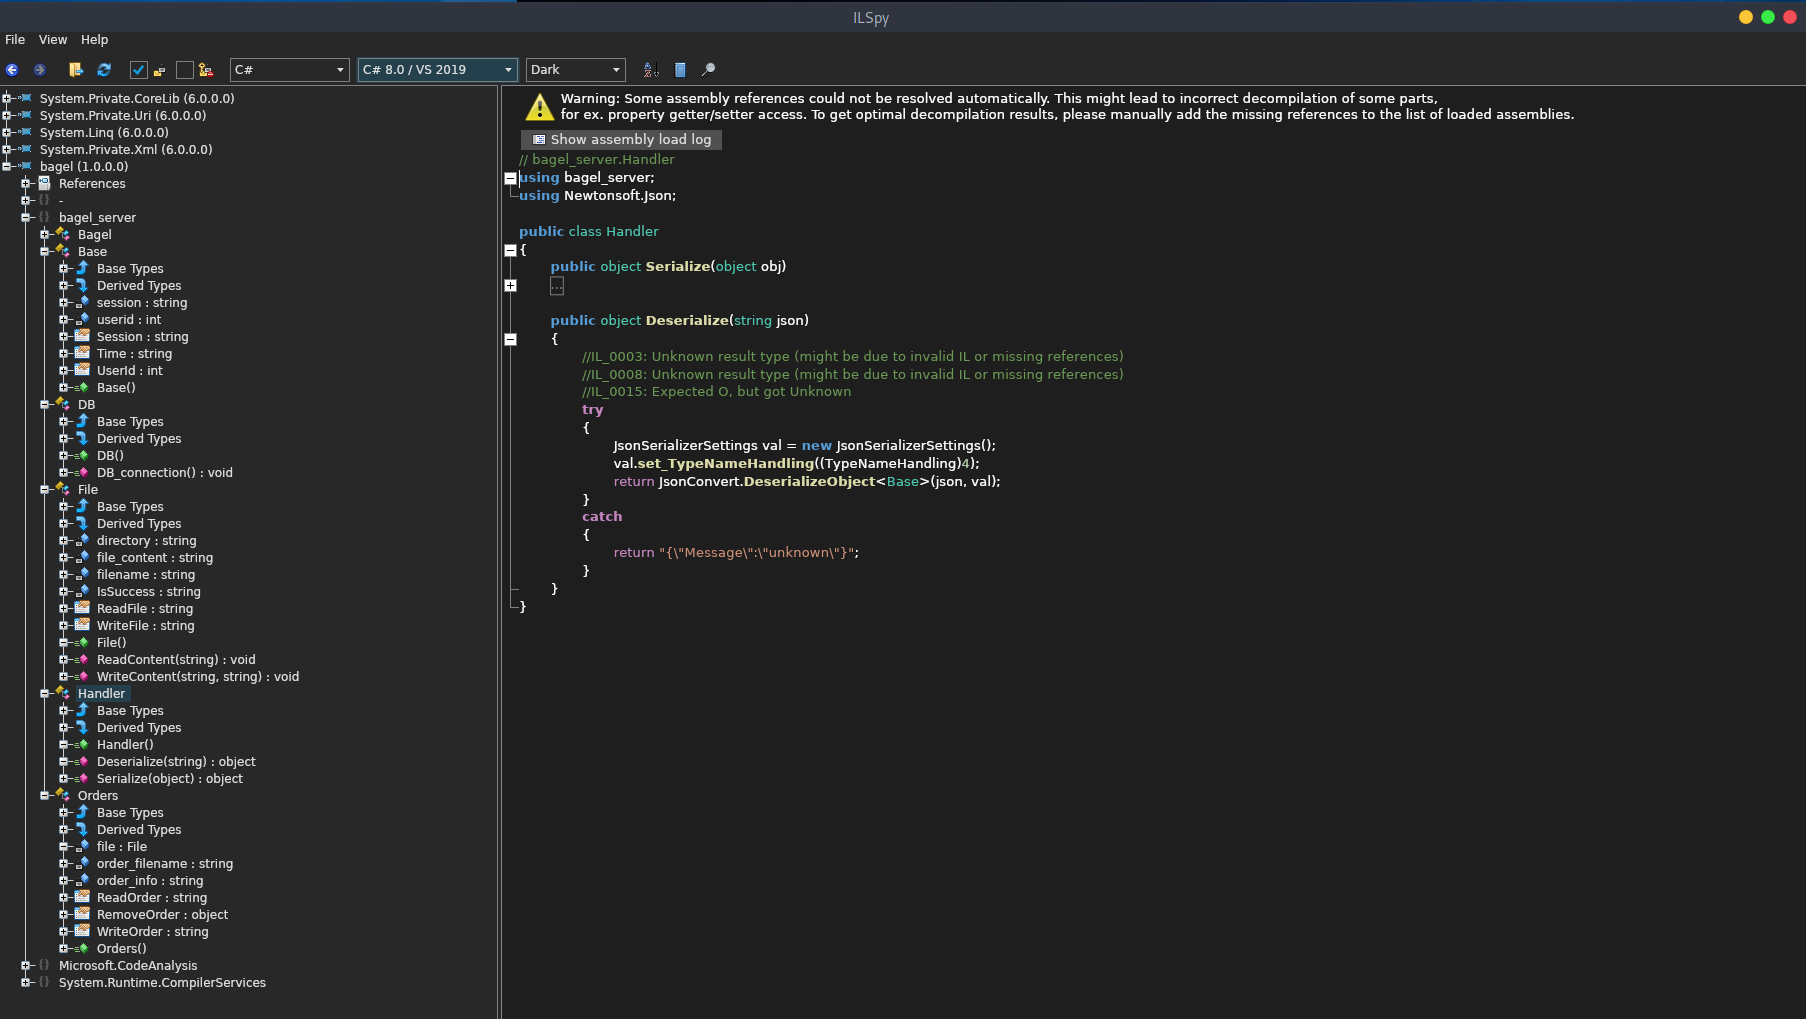 ILSpy
File View Help
C# C# 8.0 / VS 2019 Dark
System.Private.CoreLib (6.0.0.0)
System.Private.Uri (6.0.0.0)
System.Linq (6.0.0.0)
System.Private.Xml (6.0.0.0)
bagel (1.0.0.0)
References
-
bagel_server
Bagel
Base
Base Types
Derived Types
session : string
userid : int
Session : string
Time : string
UserId : int
Base()
DB
Base Types
Derived Types
DB()
DB_connection() : void
File
Base Types
Derived Types
directory : string
file_content : string
filename : string
IsSuccess : string
ReadFile : string
WriteFile : string
File()
ReadContent(string) : void
WriteContent(string, string) : void
Handler
Base Types
Derived Types
Handler()
Deserialize(string) : object
Serialize(object) : object
Orders
Base Types
Derived Types
file : File
order_filename : string
order_info : string
ReadOrder : string
RemoveOrder : object
WriteOrder : string
Orders()
Microsoft.CodeAnalysis
System.Runtime.CompilerServices
Warning: Some assembly references could not be resolved automatically. This might lead to incorrect decompilation of some parts,
for ex. property getter/setter access. To get optimal decompilation results, please manually add the missing references to the list of loaded assemblies.
Show assembly load log
// bagel_server.Handler
using bagel_server;
using Newtonsoft.Json;
public class Handler
{
public object Serialize(object obj)
...
public object Deserialize(string json)
{
//IL_0003: Unknown result type (might be due to invalid IL or missing references)
//IL_0008: Unknown result type (might be due to invalid IL or missing references)
//IL_0015: Expected O, but got Unknown
try
{
JsonSerializerSettings val = new JsonSerializerSettings();
val.set_TypeNameHandling((TypeNameHandling)4);
return JsonConvert.DeserializeObject<Base>(json, val);
}
catch
{
return "{\"Message\":\"unknown\"}";
}
}
}